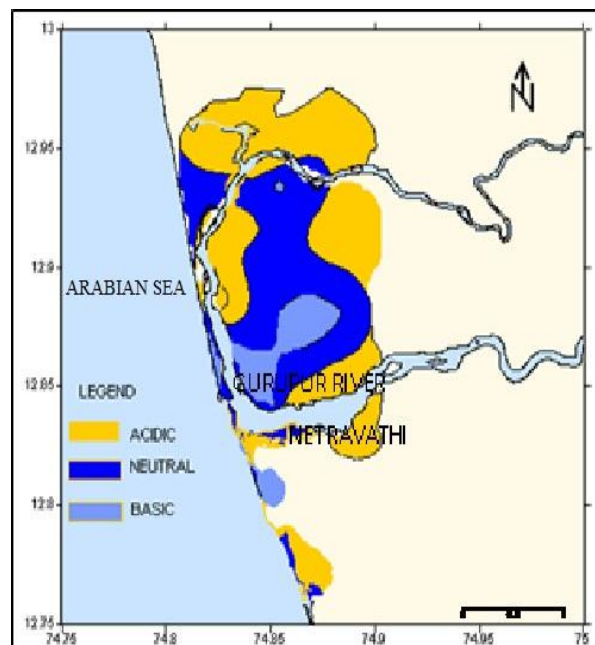 13
12.95
12.9
12.85
12.8
12.75
N
ARABIAN SEA
GURUPUR RIVER
NETRAVATHI
LEGEND
ACIDIC
NEUTRAL
BASIC
74.75 74.8 74.85 74.9 74.95 75